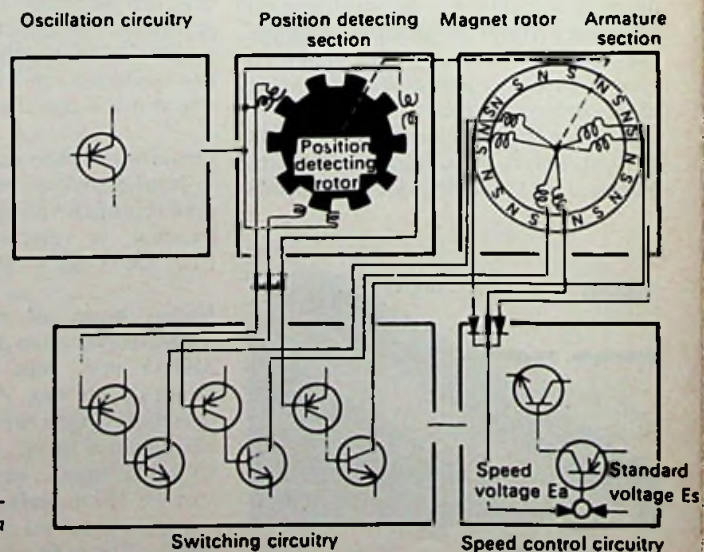 Oscillation circuitry
Position detecting
section
Magnet rotor
Armature
section
Position
detecting
rotor
S N S N S N S N S N S N S N S N S N S N
Speed
voltage Ea
Standard
voltage Es
Switching circuitry
Speed control circuitry